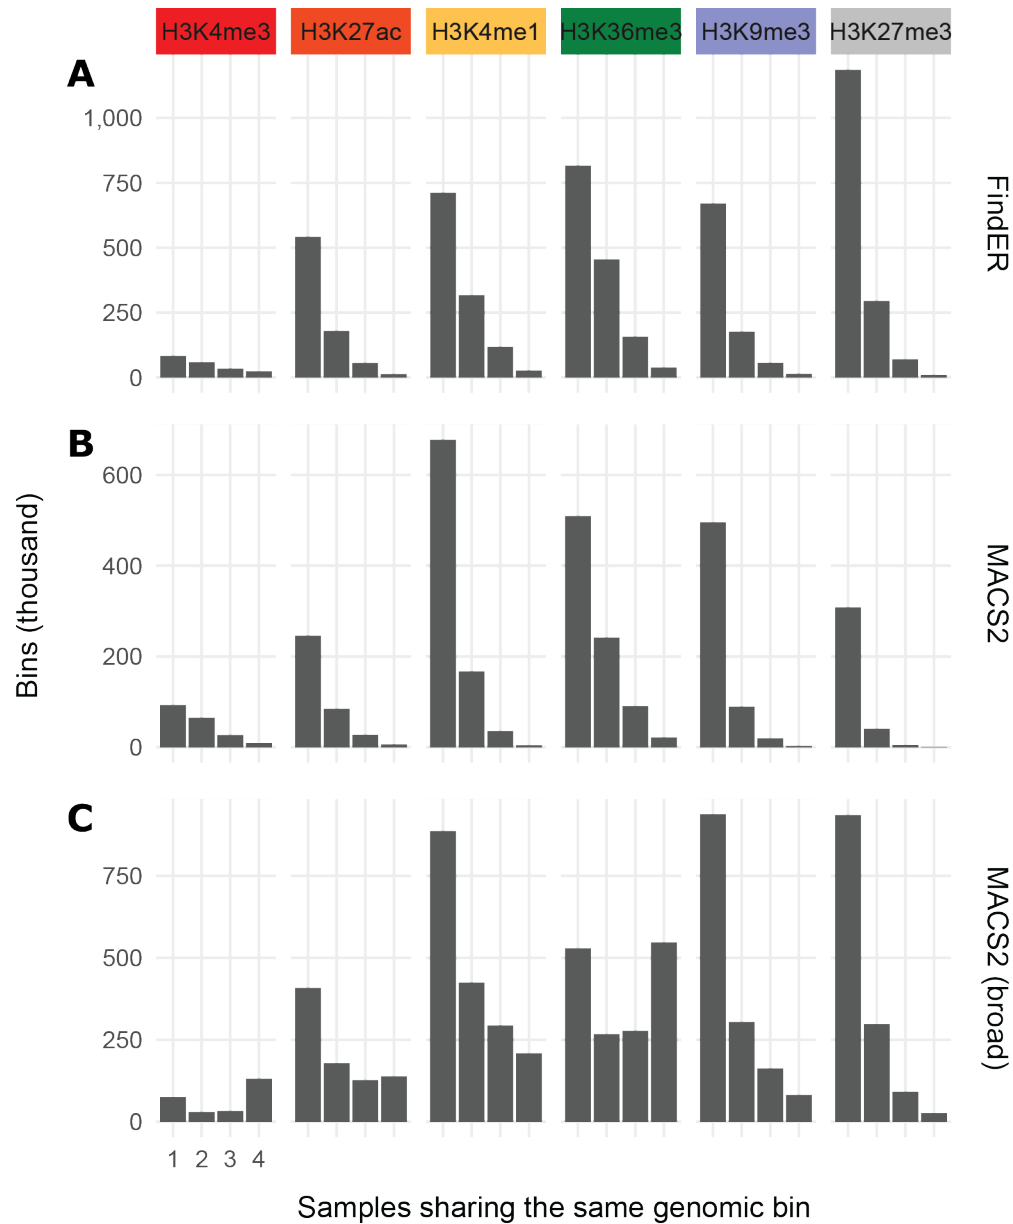 H3K4me3 H3K27ac H3K4me1 H3K36me3 H3K9me3 H3K27me3
A
1,000
750
500
250
0
FindER
B
600
400
200
0
MACS2
Bins (thousand)
C
750
500
250
0
MACS2 (broad)
1 2 3 4
Samples sharing the same genomic bin